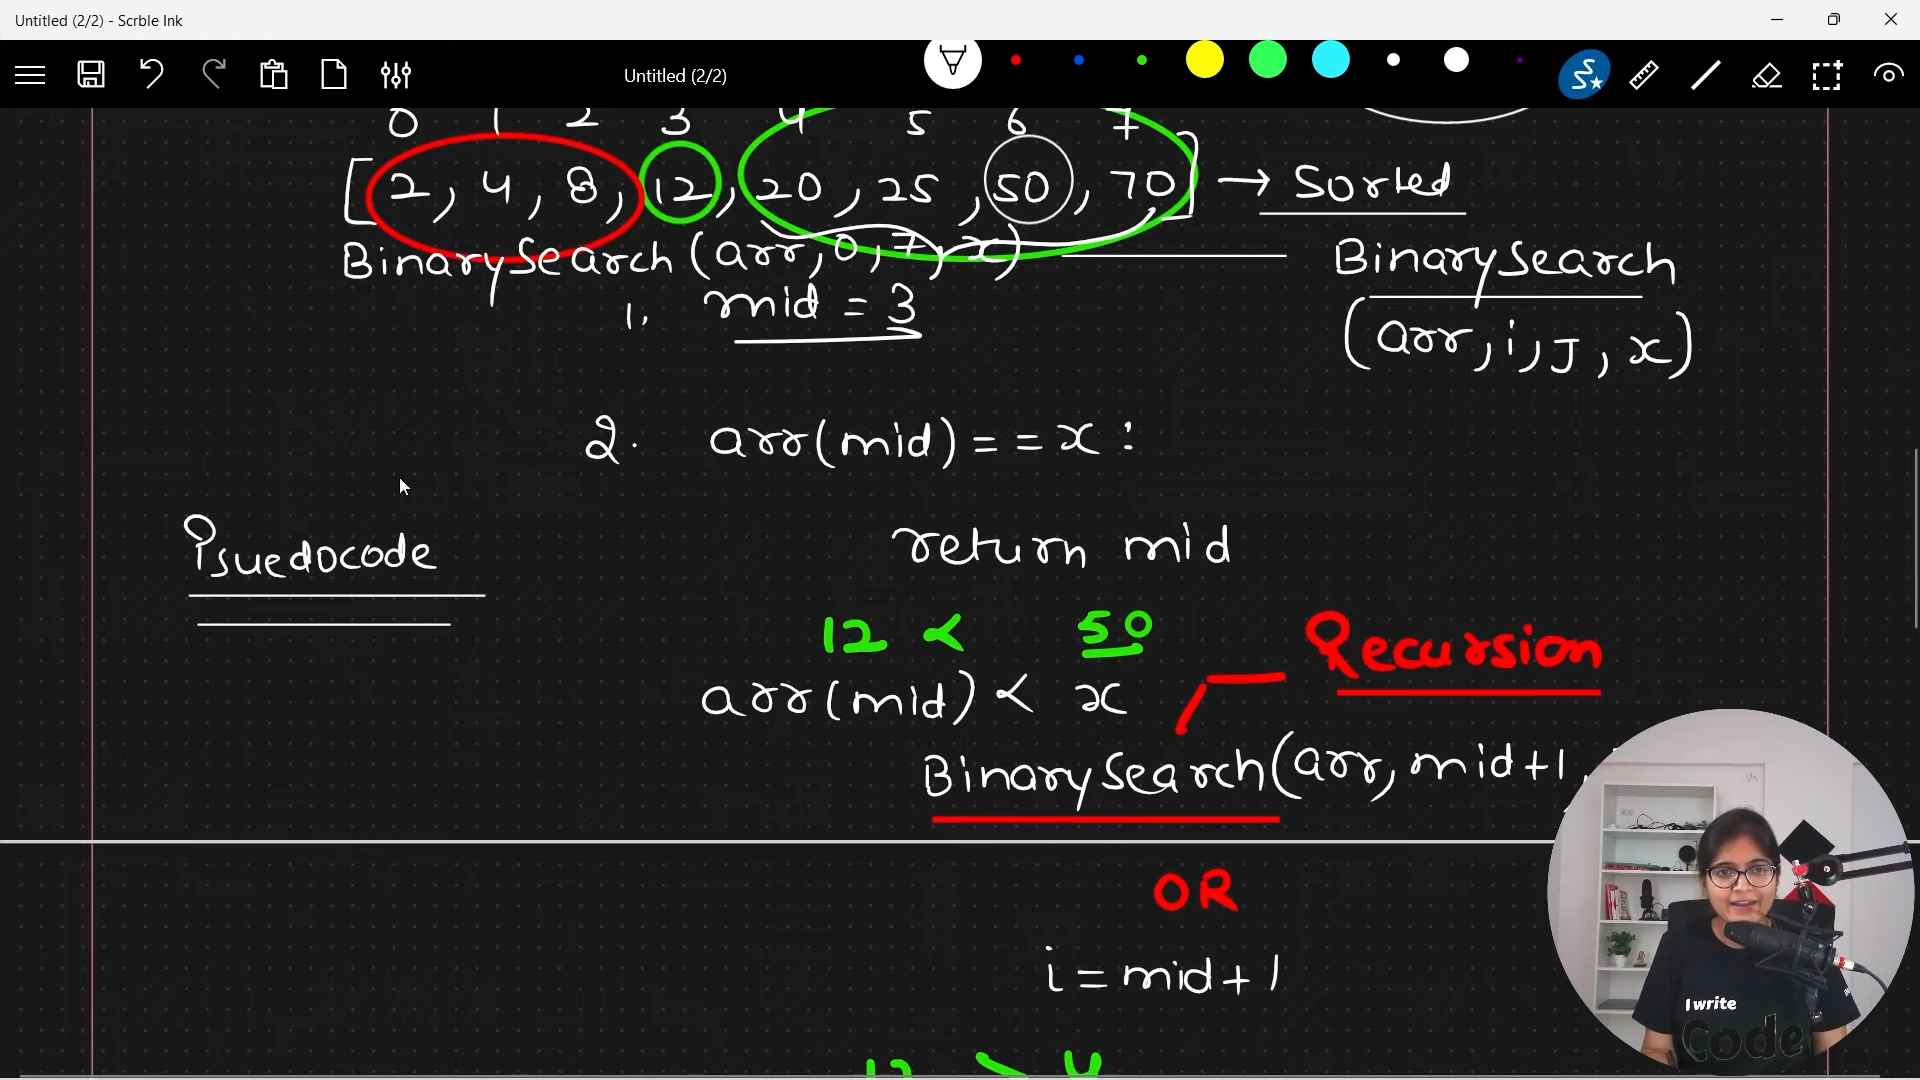 Untitled (2/2) - Scrble Ink
Untitled (2/2)
0 1 2 3 4 5 6 7
[2, 4, 8, 12, 20, 25, 50, 70] → Sorted
BinarySearch (arr, 0, 7, x)
BinarySearch
1. mid = 3
(arr, i, J, x)
2. arr(mid) == x :
Psuedocode
return mid
12 < 50
Recursion
arr(mid) < x
BinarySearch(arr, mid+1,
OR
i = mid+1
I write
Code
12 > 4